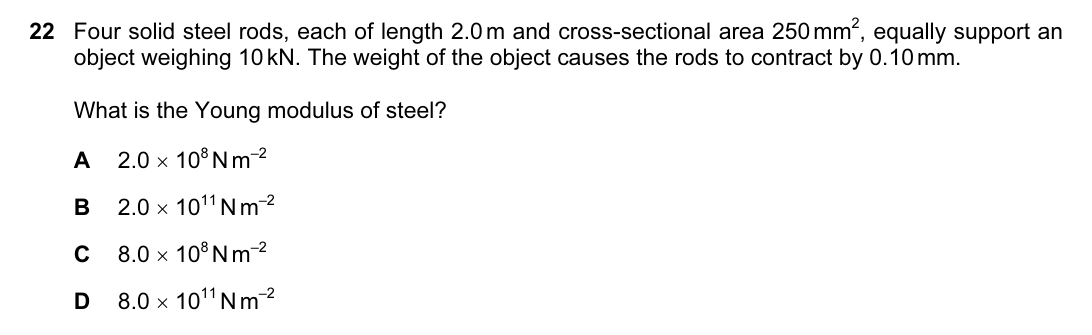 22 Four solid steel rods, each of length 2.0 m and cross-sectional area 250 mm², equally support an
object weighing 10 kN. The weight of the object causes the rods to contract by 0.10 mm.
What is the Young modulus of steel?
A 2.0 × 10⁸ N m⁻²
B 2.0 × 10¹¹ N m⁻²
C 8.0 × 10⁸ N m⁻²
D 8.0 × 10¹¹ N m⁻²